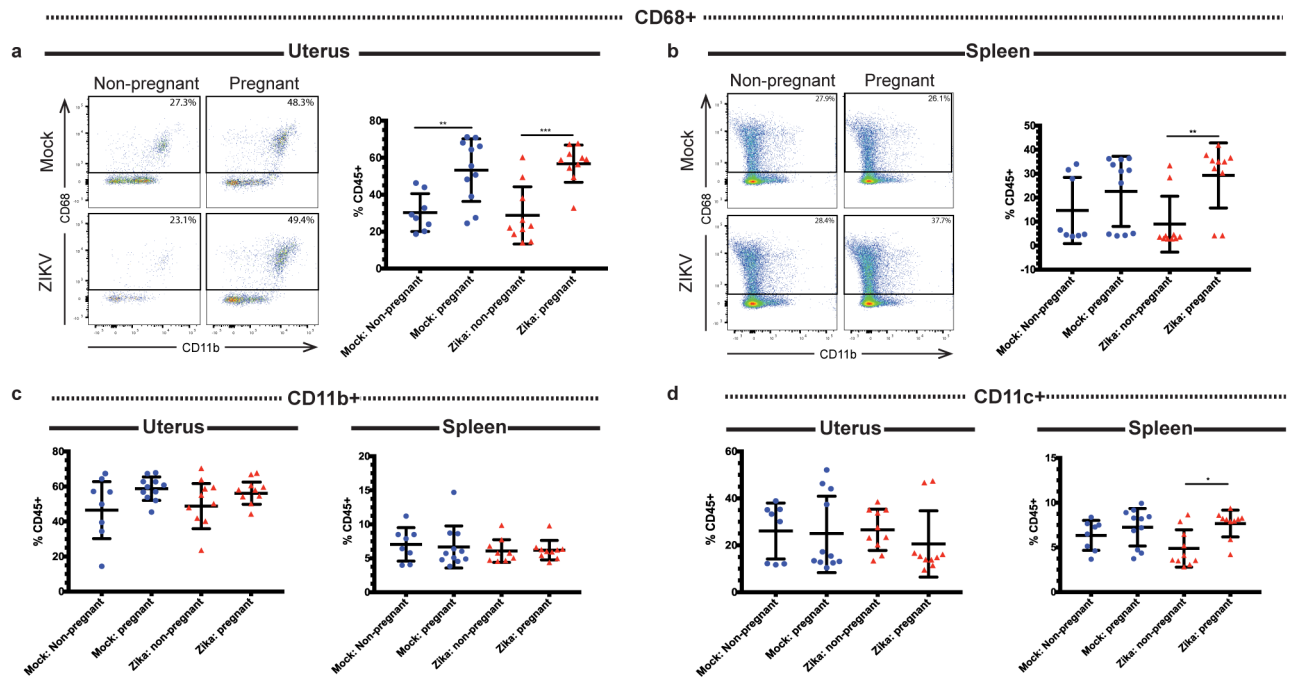 CD68+
a
Uterus
Non-pregnant
Pregnant
27.3%
48.3%
Mock
23.1%
49.4%
ZIKV
CD68
CD11b
80
60
40
20
0
% CD45+
**
***
Mock: Non-pregnant
Mock: pregnant
Zika: non-pregnant
Zika: pregnant
b
Spleen
Non-pregnant
Pregnant
27.9%
26.1%
Mock
28.4%
37.7%
ZIKV
CD68
CD11b
50
40
30
20
10
0
-10
% CD45+
**
Mock: Non-pregnant
Mock: pregnant
Zika: non-pregnant
Zika: pregnant
c
CD11b+
Uterus
80
60
40
20
0
% CD45+
Mock: Non-pregnant
Mock: pregnant
Zika: non-pregnant
Zika: pregnant
Spleen
20
15
10
5
0
% CD45+
Mock: Non-pregnant
Mock: pregnant
Zika: non-pregnant
Zika: pregnant
d
CD11c+
Uterus
60
40
20
0
% CD45+
Mock: Non-pregnant
Mock: pregnant
Zika: non-pregnant
Zika: pregnant
Spleen
15
10
5
0
% CD45+
*
Mock: Non-pregnant
Mock: pregnant
Zika: non-pregnant
Zika: pregnant